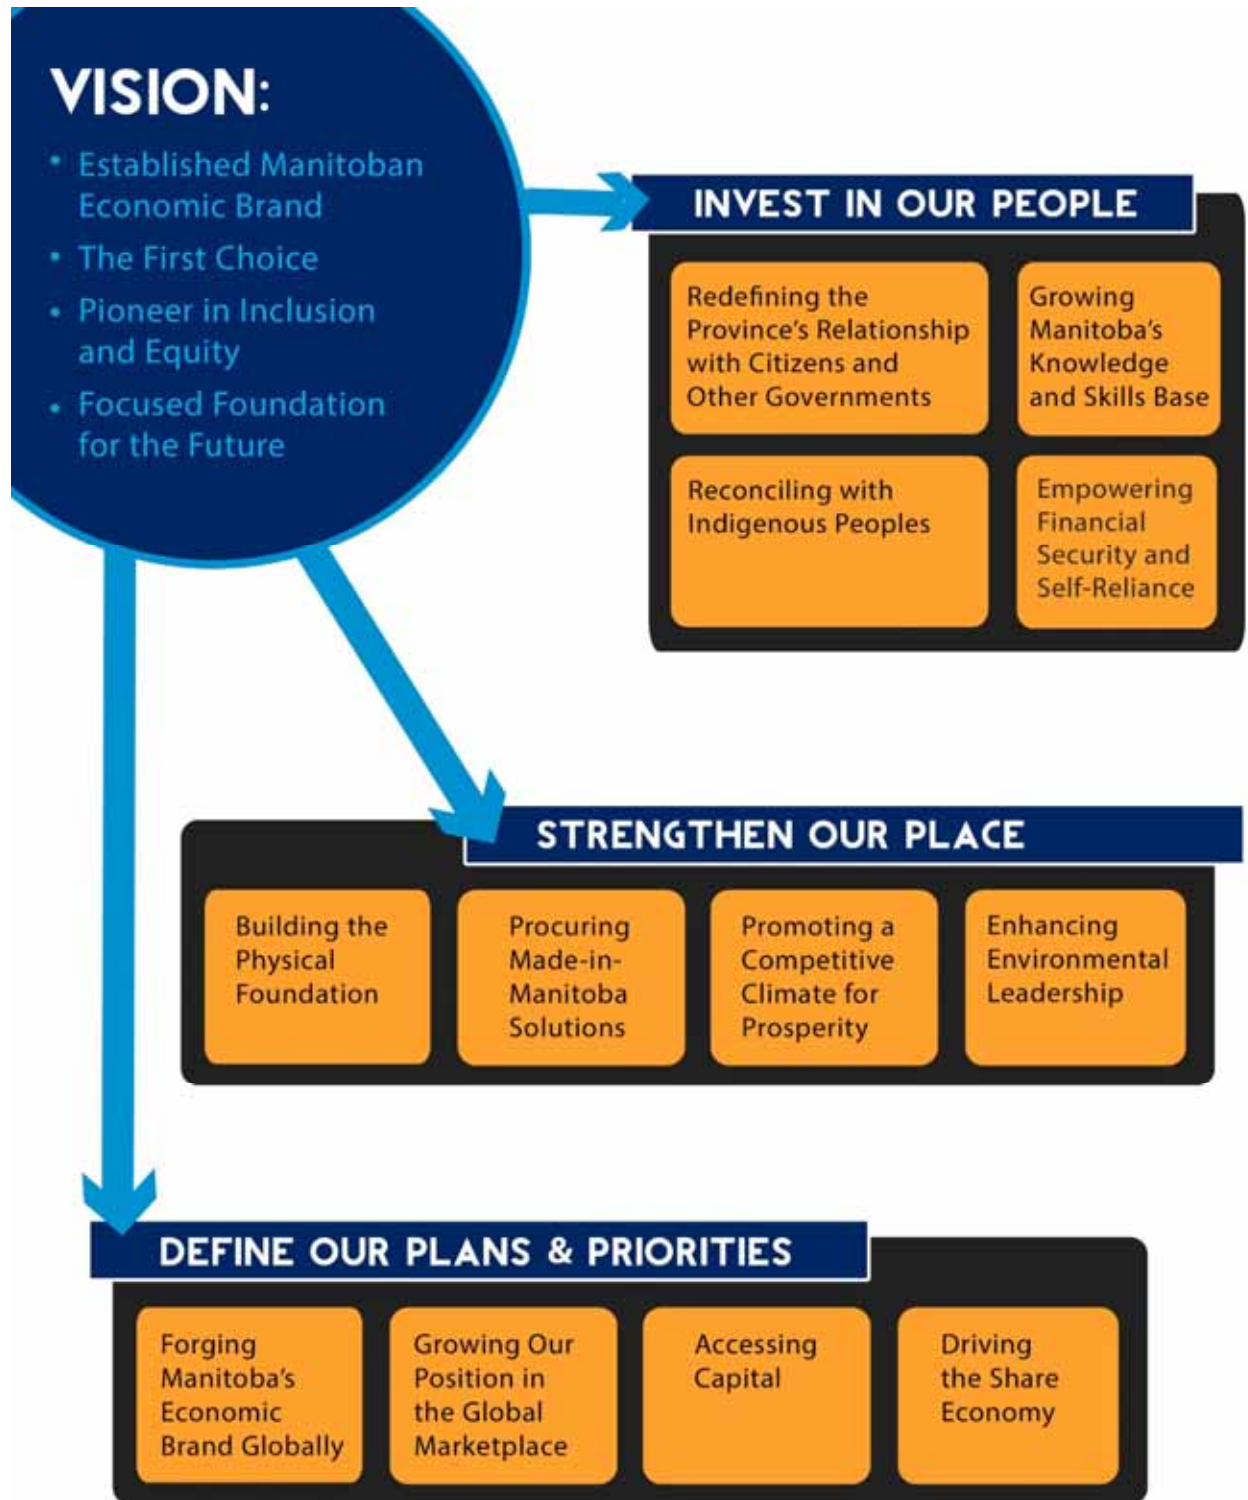 VISION:
• Established Manitoban
Economic Brand
• The First Choice
• Pioneer in Inclusion
and Equity
• Focused Foundation
for the Future
INVEST IN OUR PEOPLE
Redefining the
Province's Relationship
with Citizens and
Other Governments
Growing
Manitoba's
Knowledge
and Skills Base
Reconciling with
Indigenous Peoples
Empowering
Financial
Security and
Self-Reliance
STRENGTHEN OUR PLACE
Building the
Physical
Foundation
Procuring
Made-in-
Manitoba
Solutions
Promoting a
Competitive
Climate for
Prosperity
Enhancing
Environmental
Leadership
DEFINE OUR PLANS & PRIORITIES
Forging
Manitoba's
Economic
Brand Globally
Growing Our
Position in
the Global
Marketplace
Accessing
Capital
Driving
the Share
Economy